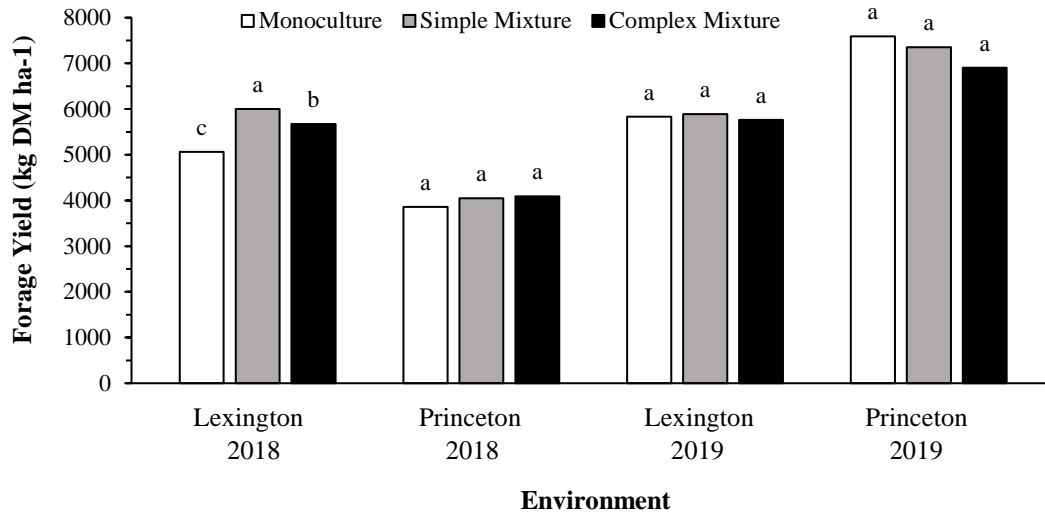 Forage Yield (kg DM ha-1)
8000
7000
6000
5000
4000
3000
2000
1000
0
Monoculture Simple Mixture Complex Mixture
c a b
a a a
a a a
a a a
Lexington 2018
Princeton 2018
Lexington 2019
Princeton 2019
Environment